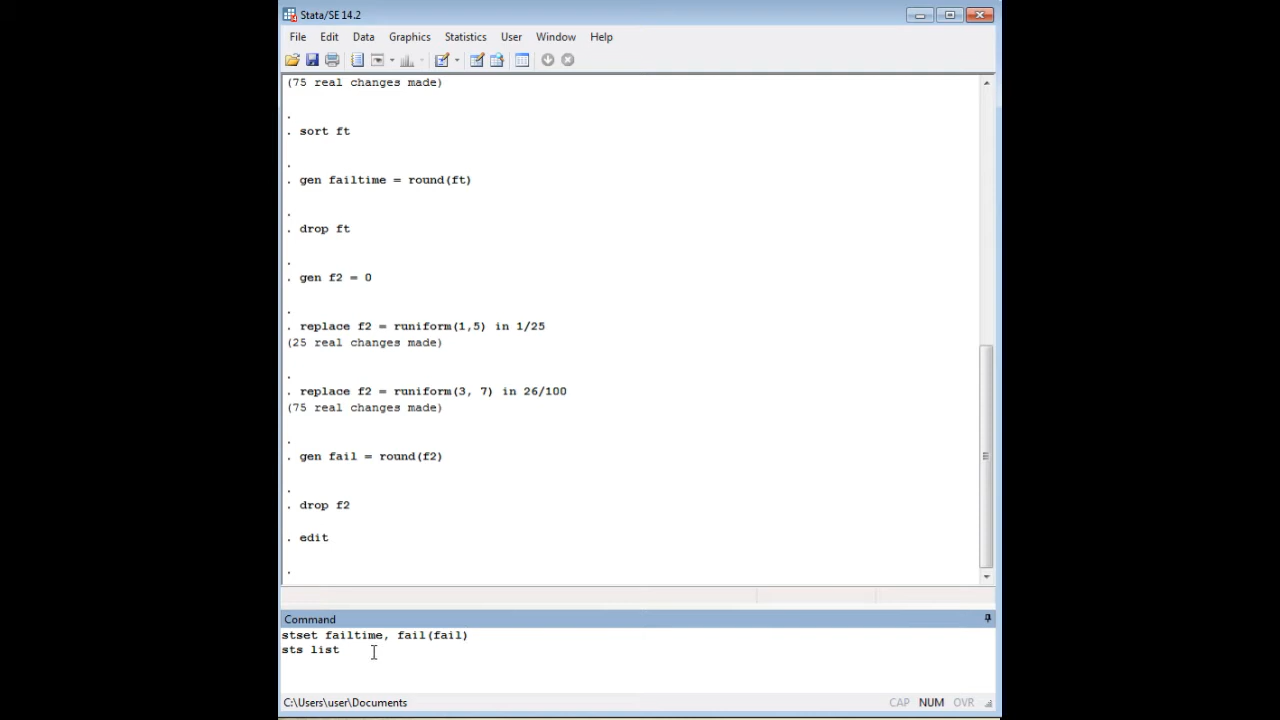 Stata/SE 14.2
File Edit Data Graphics Statistics User Window Help
(75 real changes made)
.
. sort ft
.
. gen failtime = round(ft)
.
. drop ft
.
. gen f2 = 0
.
. replace f2 = runiform(1,5) in 1/25
(25 real changes made)
.
. replace f2 = runiform(3, 7) in 26/100
(75 real changes made)
.
. gen fail = round(f2)
.
. drop f2
. edit
.
Command
stset failtime, fail(fail)
sts list
C:\Users\user\Documents CAP NUM OVR